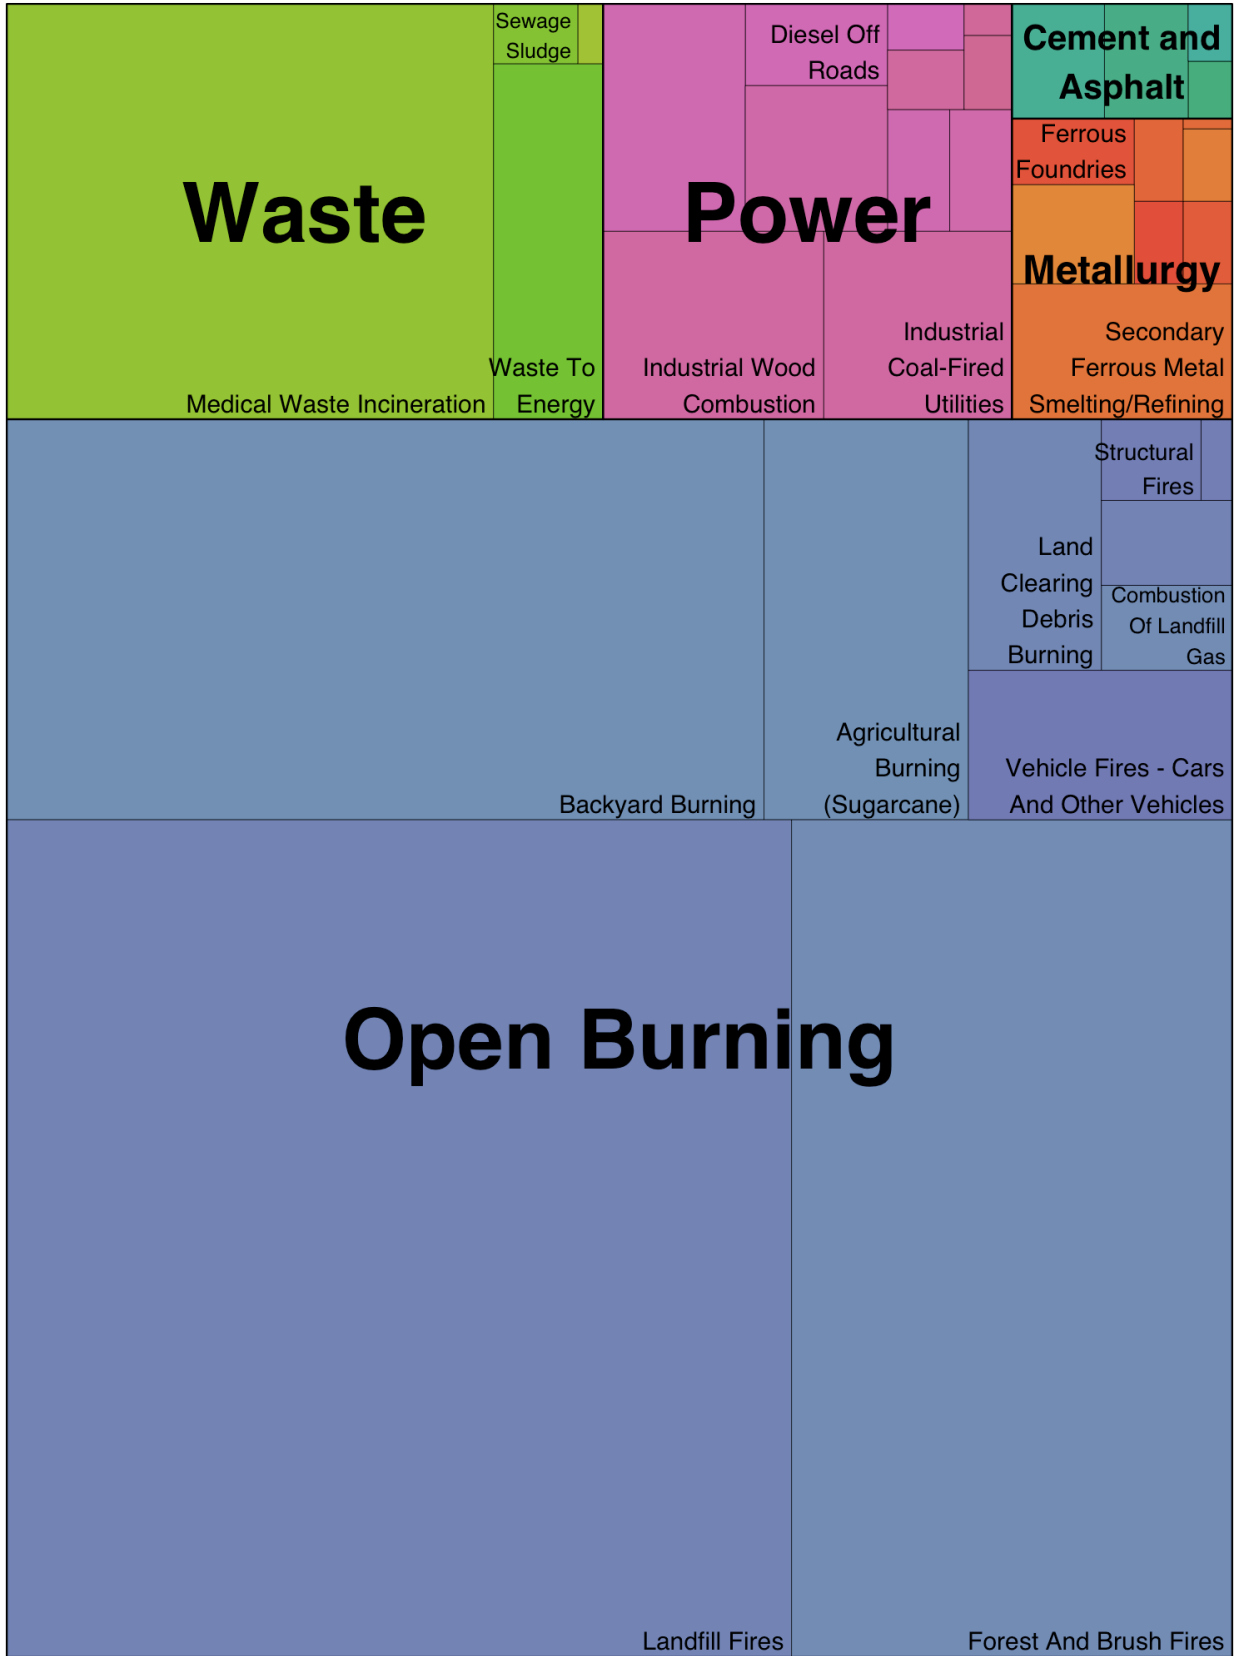 Sewage
Sludge
Waste
Waste To
Energy
Medical Waste Incineration
Diesel Off
Roads
Power
Industrial Wood
Combustion
Industrial
Coal-Fired
Utilities
Cement and
Asphalt
Ferrous
Foundries
Metallurgy
Secondary
Ferrous Metal
Smelting/Refining
Backyard Burning
Agricultural
Burning
(Sugarcane)
Land
Clearing
Debris
Burning
Structural
Fires
Combustion
Of Landfill
Gas
Vehicle Fires - Cars
And Other Vehicles
Open Burning
Landfill Fires
Forest And Brush Fires